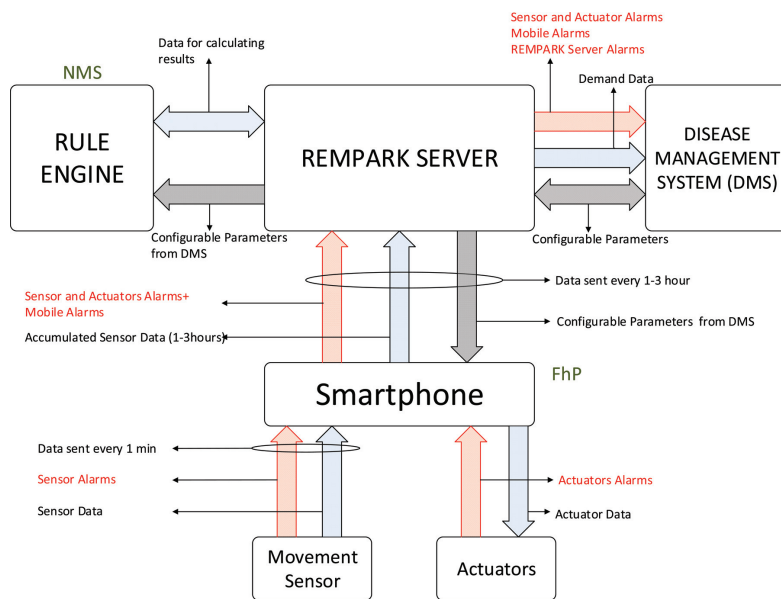 Sensor and Actuator Alarms
Mobile Alarms
REMPARK Server Alarms
Data for calculating
results
Demand Data
NMS
RULE
ENGINE
REMPARK SERVER
DISEASE
MANAGEMENT
SYSTEM (DMS)
Configurable Parameters
from DMS
Configurable Parameters
Data sent every 1-3 hour
Sensor and Actuators Alarms+
Mobile Alarms
Configurable Parameters from DMS
Accumulated Sensor Data (1-3hours)
FhP
Smartphone
Data sent every 1 min
Sensor Alarms
Actuators Alarms
Sensor Data
Actuator Data
Movement
Sensor
Actuators